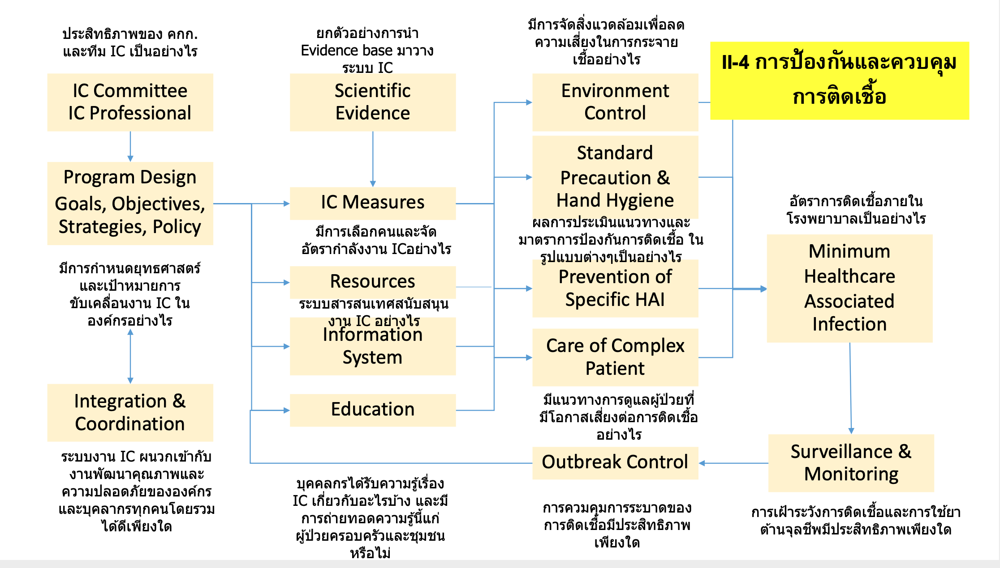 ประสิทธิภาพของ คกก.
และทีม IC เป็นอย่างไร
IC Committee
IC Professional
Program Design
Goals, Objectives,
Strategies, Policy
มีการกำหนดยุทธศาสตร์
และเป้าหมายการ
ขับเคลื่อนงาน IC ใน
องค์กรอย่างไร
Integration &
Coordination
ระบบงาน IC ผนวกเข้ากับ
งานพัฒนาคุณภาพและ
ความปลอดภัยขององค์กร
และบุคลากรทุกคนโดยรวม
ได้ดีเพียงใด
ยกตัวอย่างการนำ
Evidence base มาวาง
ระบบ IC
Scientific
Evidence
IC Measures
มีการเลือกคนและจัด
อัตรากำลังงาน ICอย่างไร
Resources
ระบบสารสนเทศสนับสนุน
งาน IC อย่างไร
Information
System
Education
บุคคลกรได้รับความรู้เรื่อง
IC เกี่ยวกับอะไรบ้าง และมี
การถ่ายทอดความรู้นี้แก่
ผู้ป่วยครอบครัวและชุมชน
หรือไม่
มีการจัดสิ่งแวดล้อมเพื่อลด
ความเสี่ยงในการกระจาย
เชื้ออย่างไร
Environment
Control
Standard
Precaution &
Hand Hygiene
ผลการประเมินแนวทางและ
มาตราการป้องกันการติดเชื้อ ใน
รูปแบบต่างๆเป็นอย่างไร
Prevention of
Specific HAI
Care of Complex
Patient
มีแนวทางการดูแลผู้ป่วยที่
มีโอกาสเสี่ยงต่อการติดเชื้อ
อย่างไร
Outbreak Control
การควมคุมการระบาดของ
การติดเชื้อมีประสิทธิภาพ
เพียงใด
II-4 การป้องกันและควบคุม
การติดเชื้อ
อัตราการติดเชื้อภายใน
โรงพยาบาลเป็นอย่างไร
Minimum
Healthcare
Associated
Infection
Surveillance &
Monitoring
การเฝ้าระวังการติดเชื้อและการใช้ยา
ต้านจุลชีพมีประสิทธิภาพเพียงใด